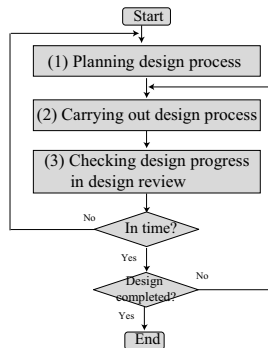 Start
(1) Planning design process
(2) Carrying out design process
(3) Checking design progress
in design review
No
In time?
Yes
No
Design
completed?
Yes
End